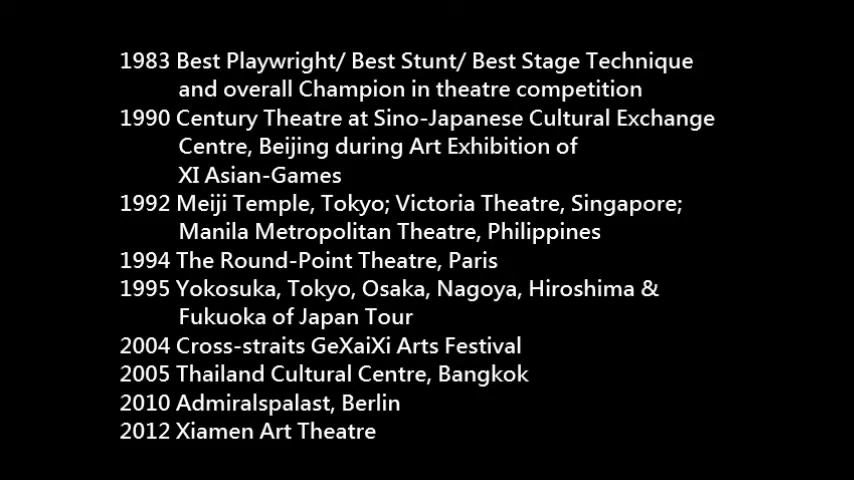 1983 Best Playwright/ Best Stunt/ Best Stage Technique
and overall Champion in theatre competition
1990 Century Theatre at Sino-Japanese Cultural Exchange
Centre, Beijing during Art Exhibition of
XI Asian-Games
1992 Meiji Temple, Tokyo; Victoria Theatre, Singapore;
Manila Metropolitan Theatre, Philippines
1994 The Round-Point Theatre, Paris
1995 Yokosuka, Tokyo, Osaka, Nagoya, Hiroshima &
Fukuoka of Japan Tour
2004 Cross-straits GeXaiXi Arts Festival
2005 Thailand Cultural Centre, Bangkok
2010 Admiralspalast, Berlin
2012 Xiamen Art Theatre